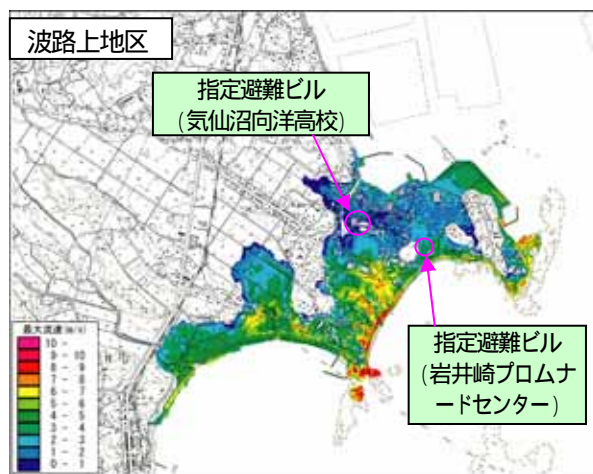 波路上地区
指定避難ビル
(気仙沼向洋高校)
指定避難ビル
(岩井崎プロムナ
ードセンター)
最大流速(m/s)
10 -
9 - 10
8 - 9
7 - 8
6 - 7
5 - 6
4 - 5
3 - 4
2 - 3
1 - 2
0 - 1